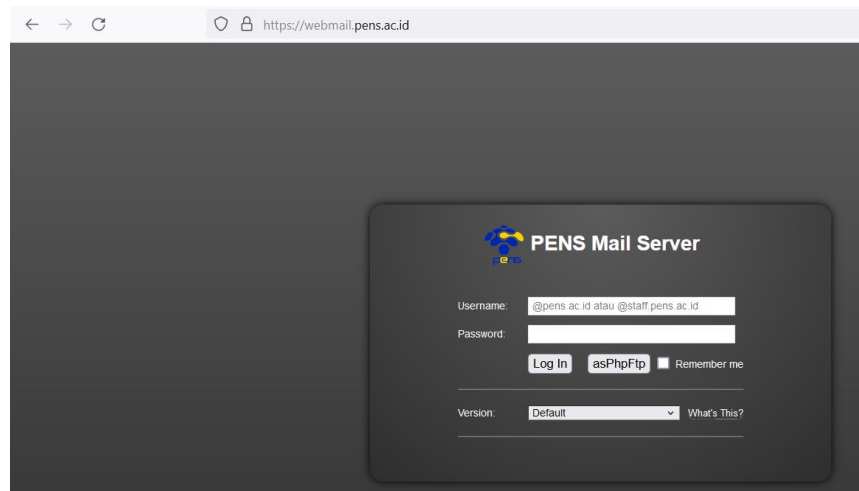 https://webmail.pens.ac.id
PENS Mail Server
pens
Username: @pens.ac.id atau @staff.pens.ac.id
Password:
Log In asPhpFtp Remember me
Version: Default What's This?